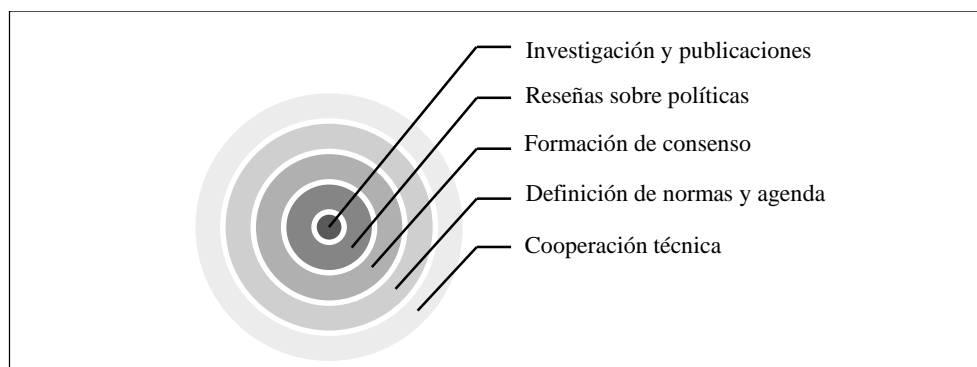 Investigación y publicaciones
Reseñas sobre políticas
Formación de consenso
Definición de normas y agenda
Cooperación técnica